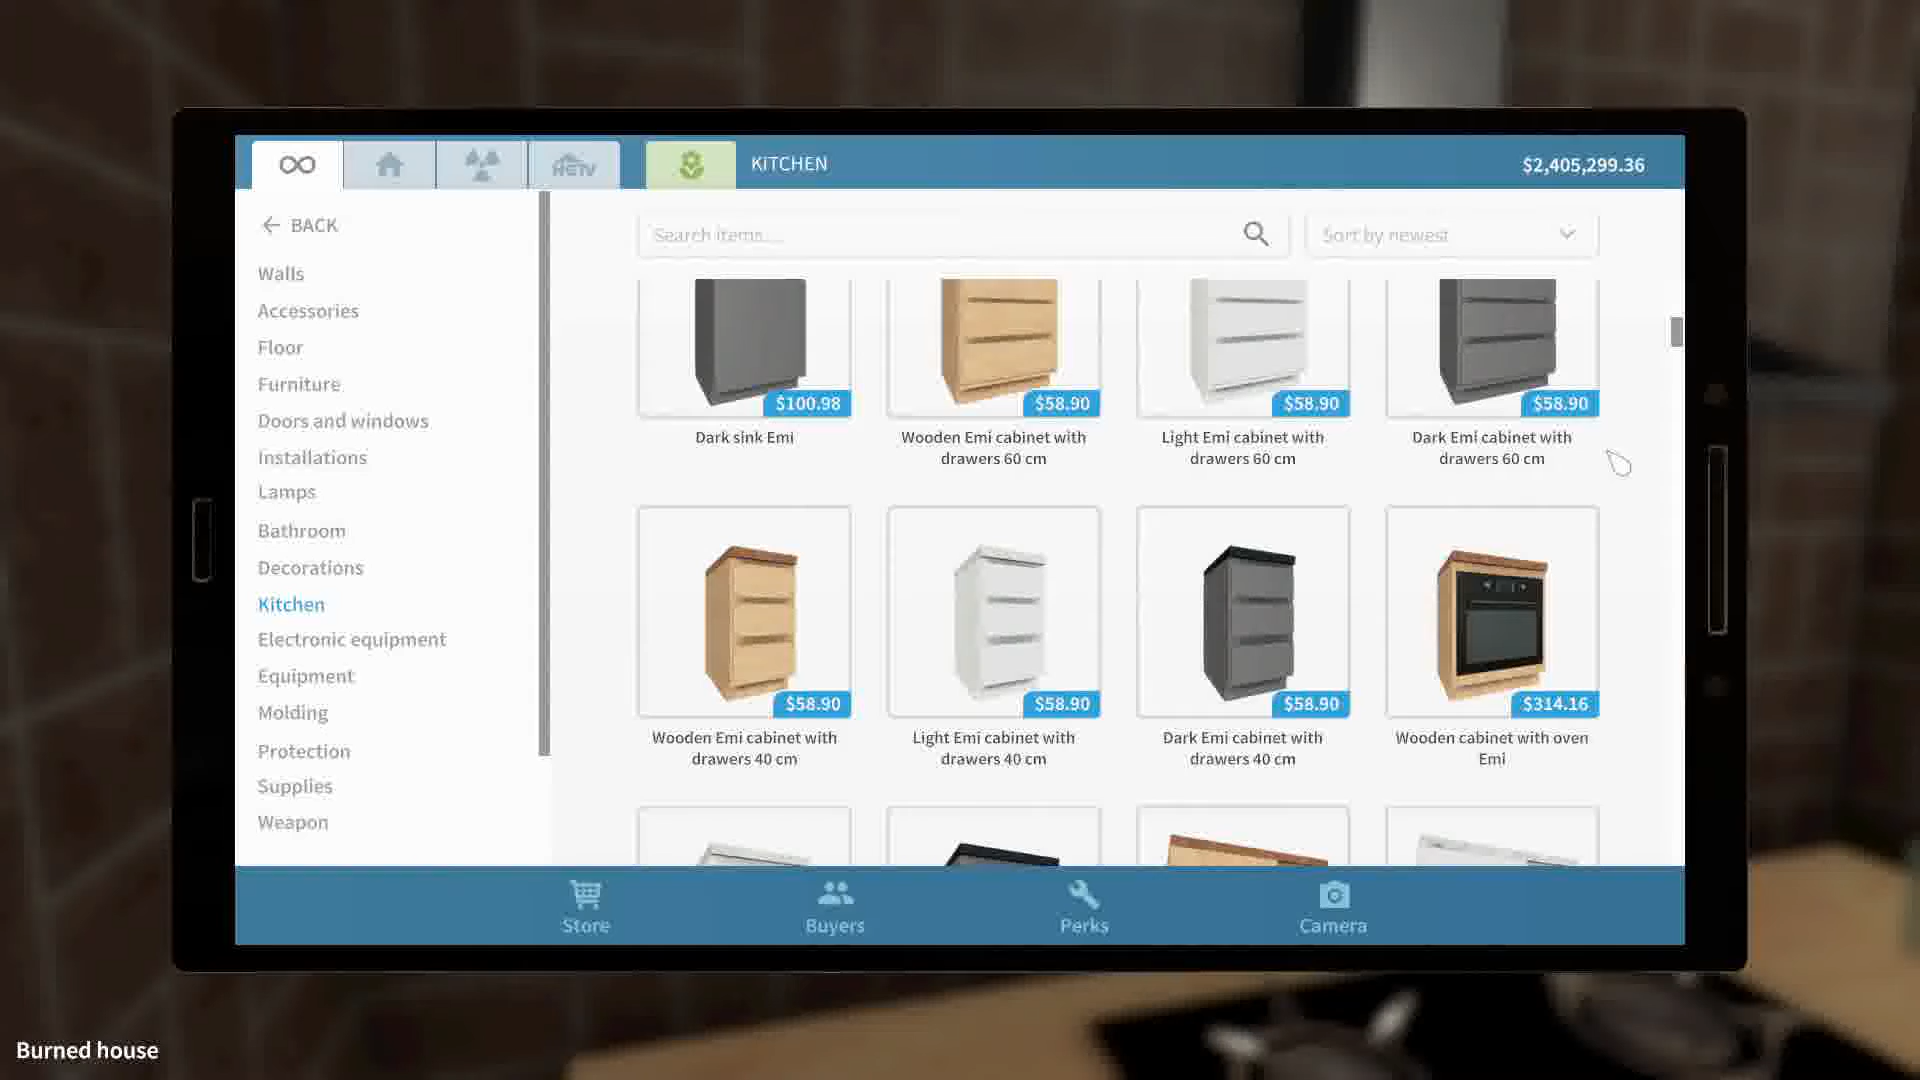 HGTV
KITCHEN
$2,405,299.36
BACK
Search items...
Sort by newest
Walls
Accessories
Floor
Furniture
Doors and windows
Installations
Lamps
Bathroom
Decorations
Kitchen
Electronic equipment
Equipment
Molding
Protection
Supplies
Weapon
$100.98
$58.90
$58.90
$58.90
Dark sink Emi
Wooden Emi cabinet with
drawers 60 cm
Light Emi cabinet with
drawers 60 cm
Dark Emi cabinet with
drawers 60 cm
$58.90
$58.90
$58.90
$314.16
Wooden Emi cabinet with
drawers 40 cm
Light Emi cabinet with
drawers 40 cm
Dark Emi cabinet with
drawers 40 cm
Wooden cabinet with oven
Emi
Store
Buyers
Perks
Camera
Burned house